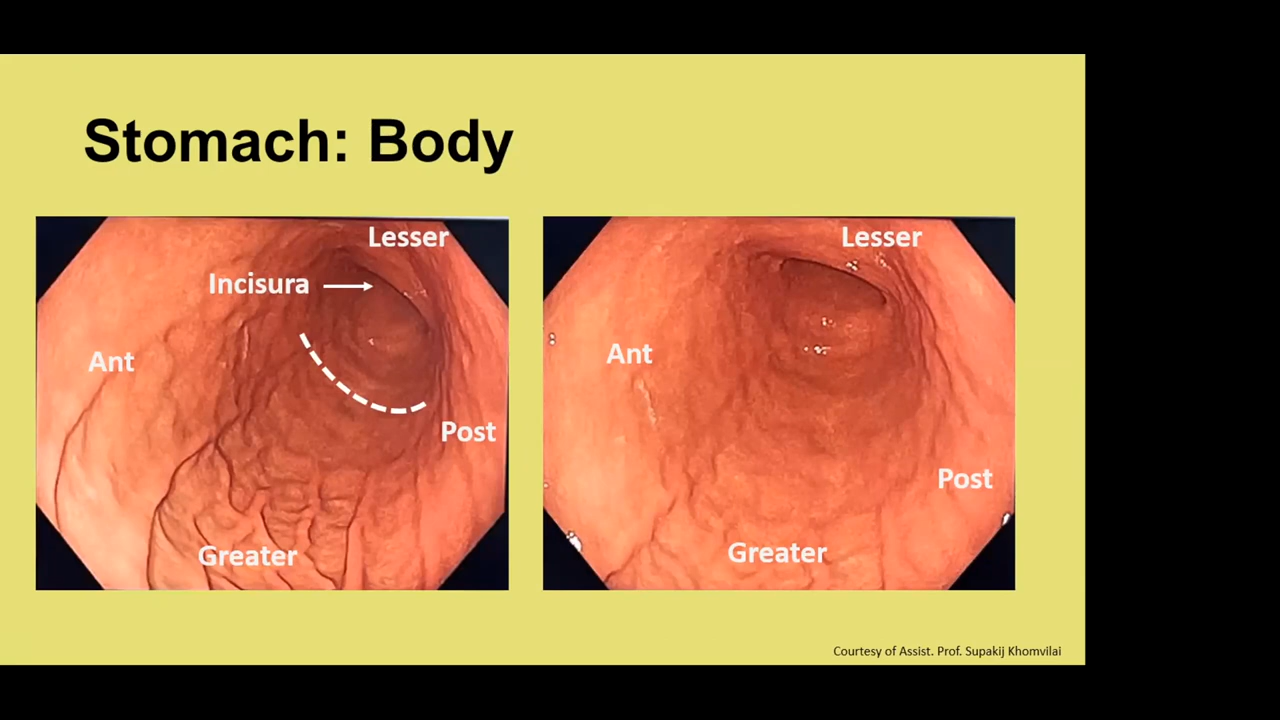 Stomach: Body
Lesser
Incisura
Ant
Post
Greater
Lesser
Ant
Post
Greater
Courtesy of Assist. Prof. Supakij Khomvilai